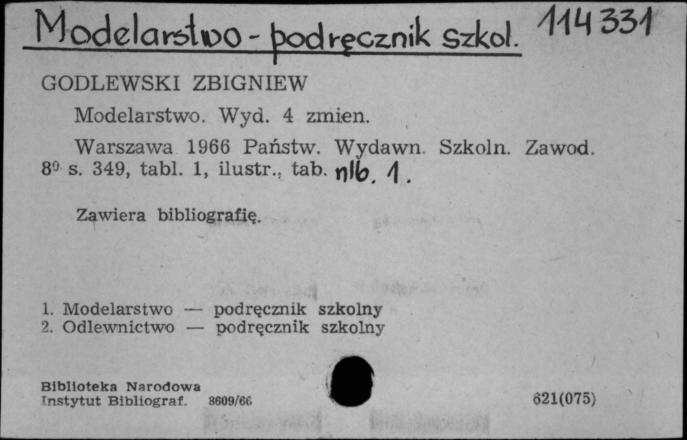 Modelarstwo - podręcznik szkol. 114331
GODLEWSKI ZBIGNIEW
Modelarstwo. Wyd. 4 zmien.
Warszawa 1966 Państw. Wydawn. Szkoln. Zawod.
8⁰ s. 349, tabl. 1, ilustr., tab. nlb. 1.
Zawiera bibliografię.
1. Modelarstwo — podręcznik szkolny
2. Odlewnictwo — podręcznik szkolny
Biblioteka Narodowa
Instytut Bibliograf. 3609/66 621(075)